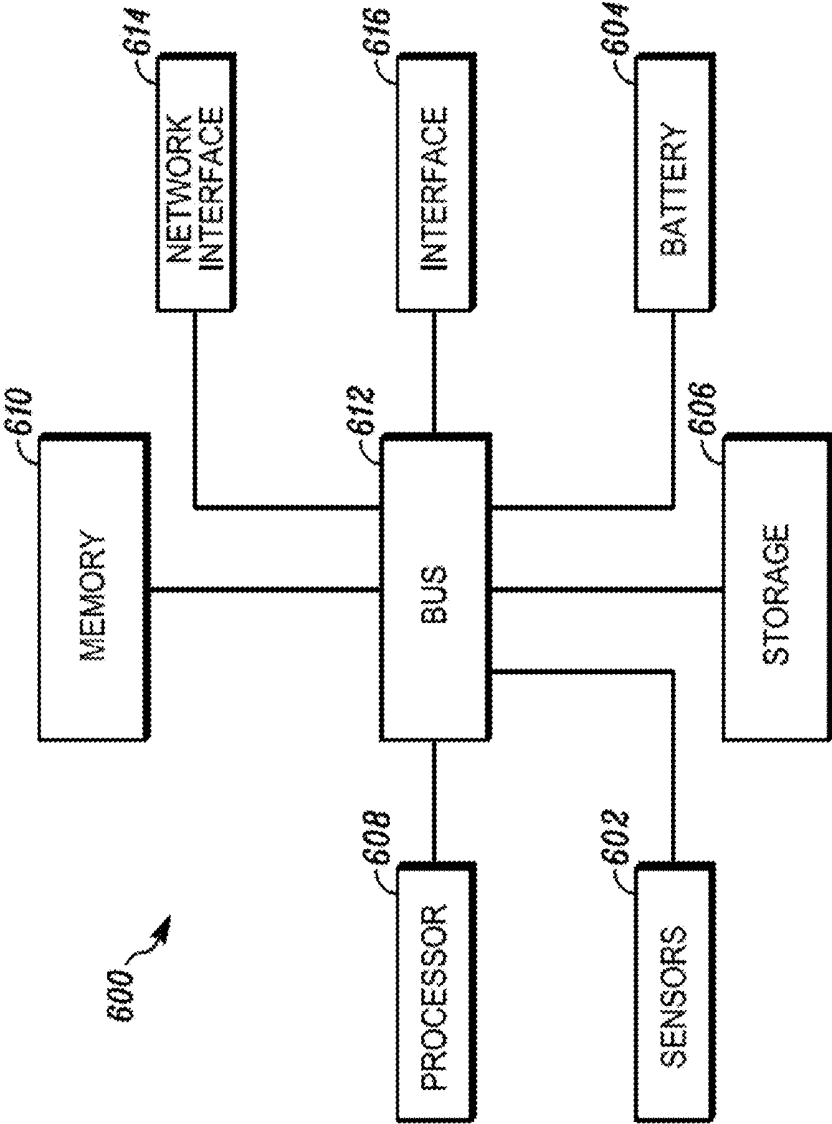 600
610
MEMORY
614
NETWORK
INTERFACE
608
PROCESSOR
612
BUS
616
INTERFACE
602
SENSORS
606
STORAGE
604
BATTERY